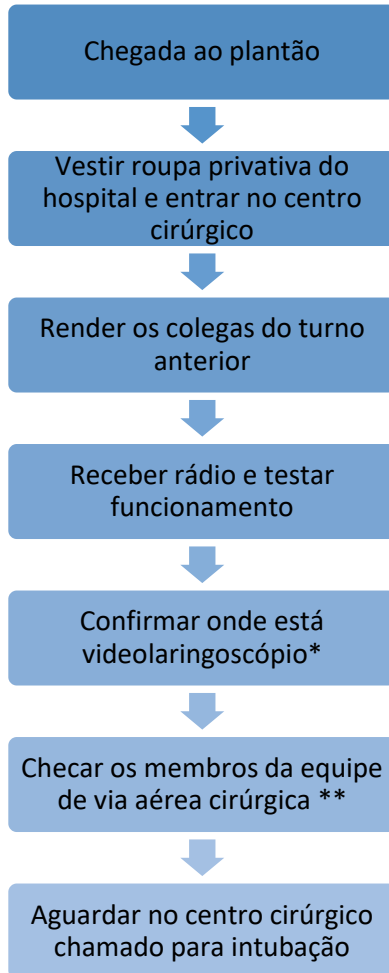 Chegada ao plantão
Vestir roupa privativa do
hospital e entrar no centro
cirúrgico
Render os colegas do turno
anterior
Receber rádio e testar
funcionamento
Confirmar onde está
videolaringoscópio*
Checar os membros da equipe
de via aérea cirúrgica **
Aguardar no centro cirúrgico
chamado para intubação